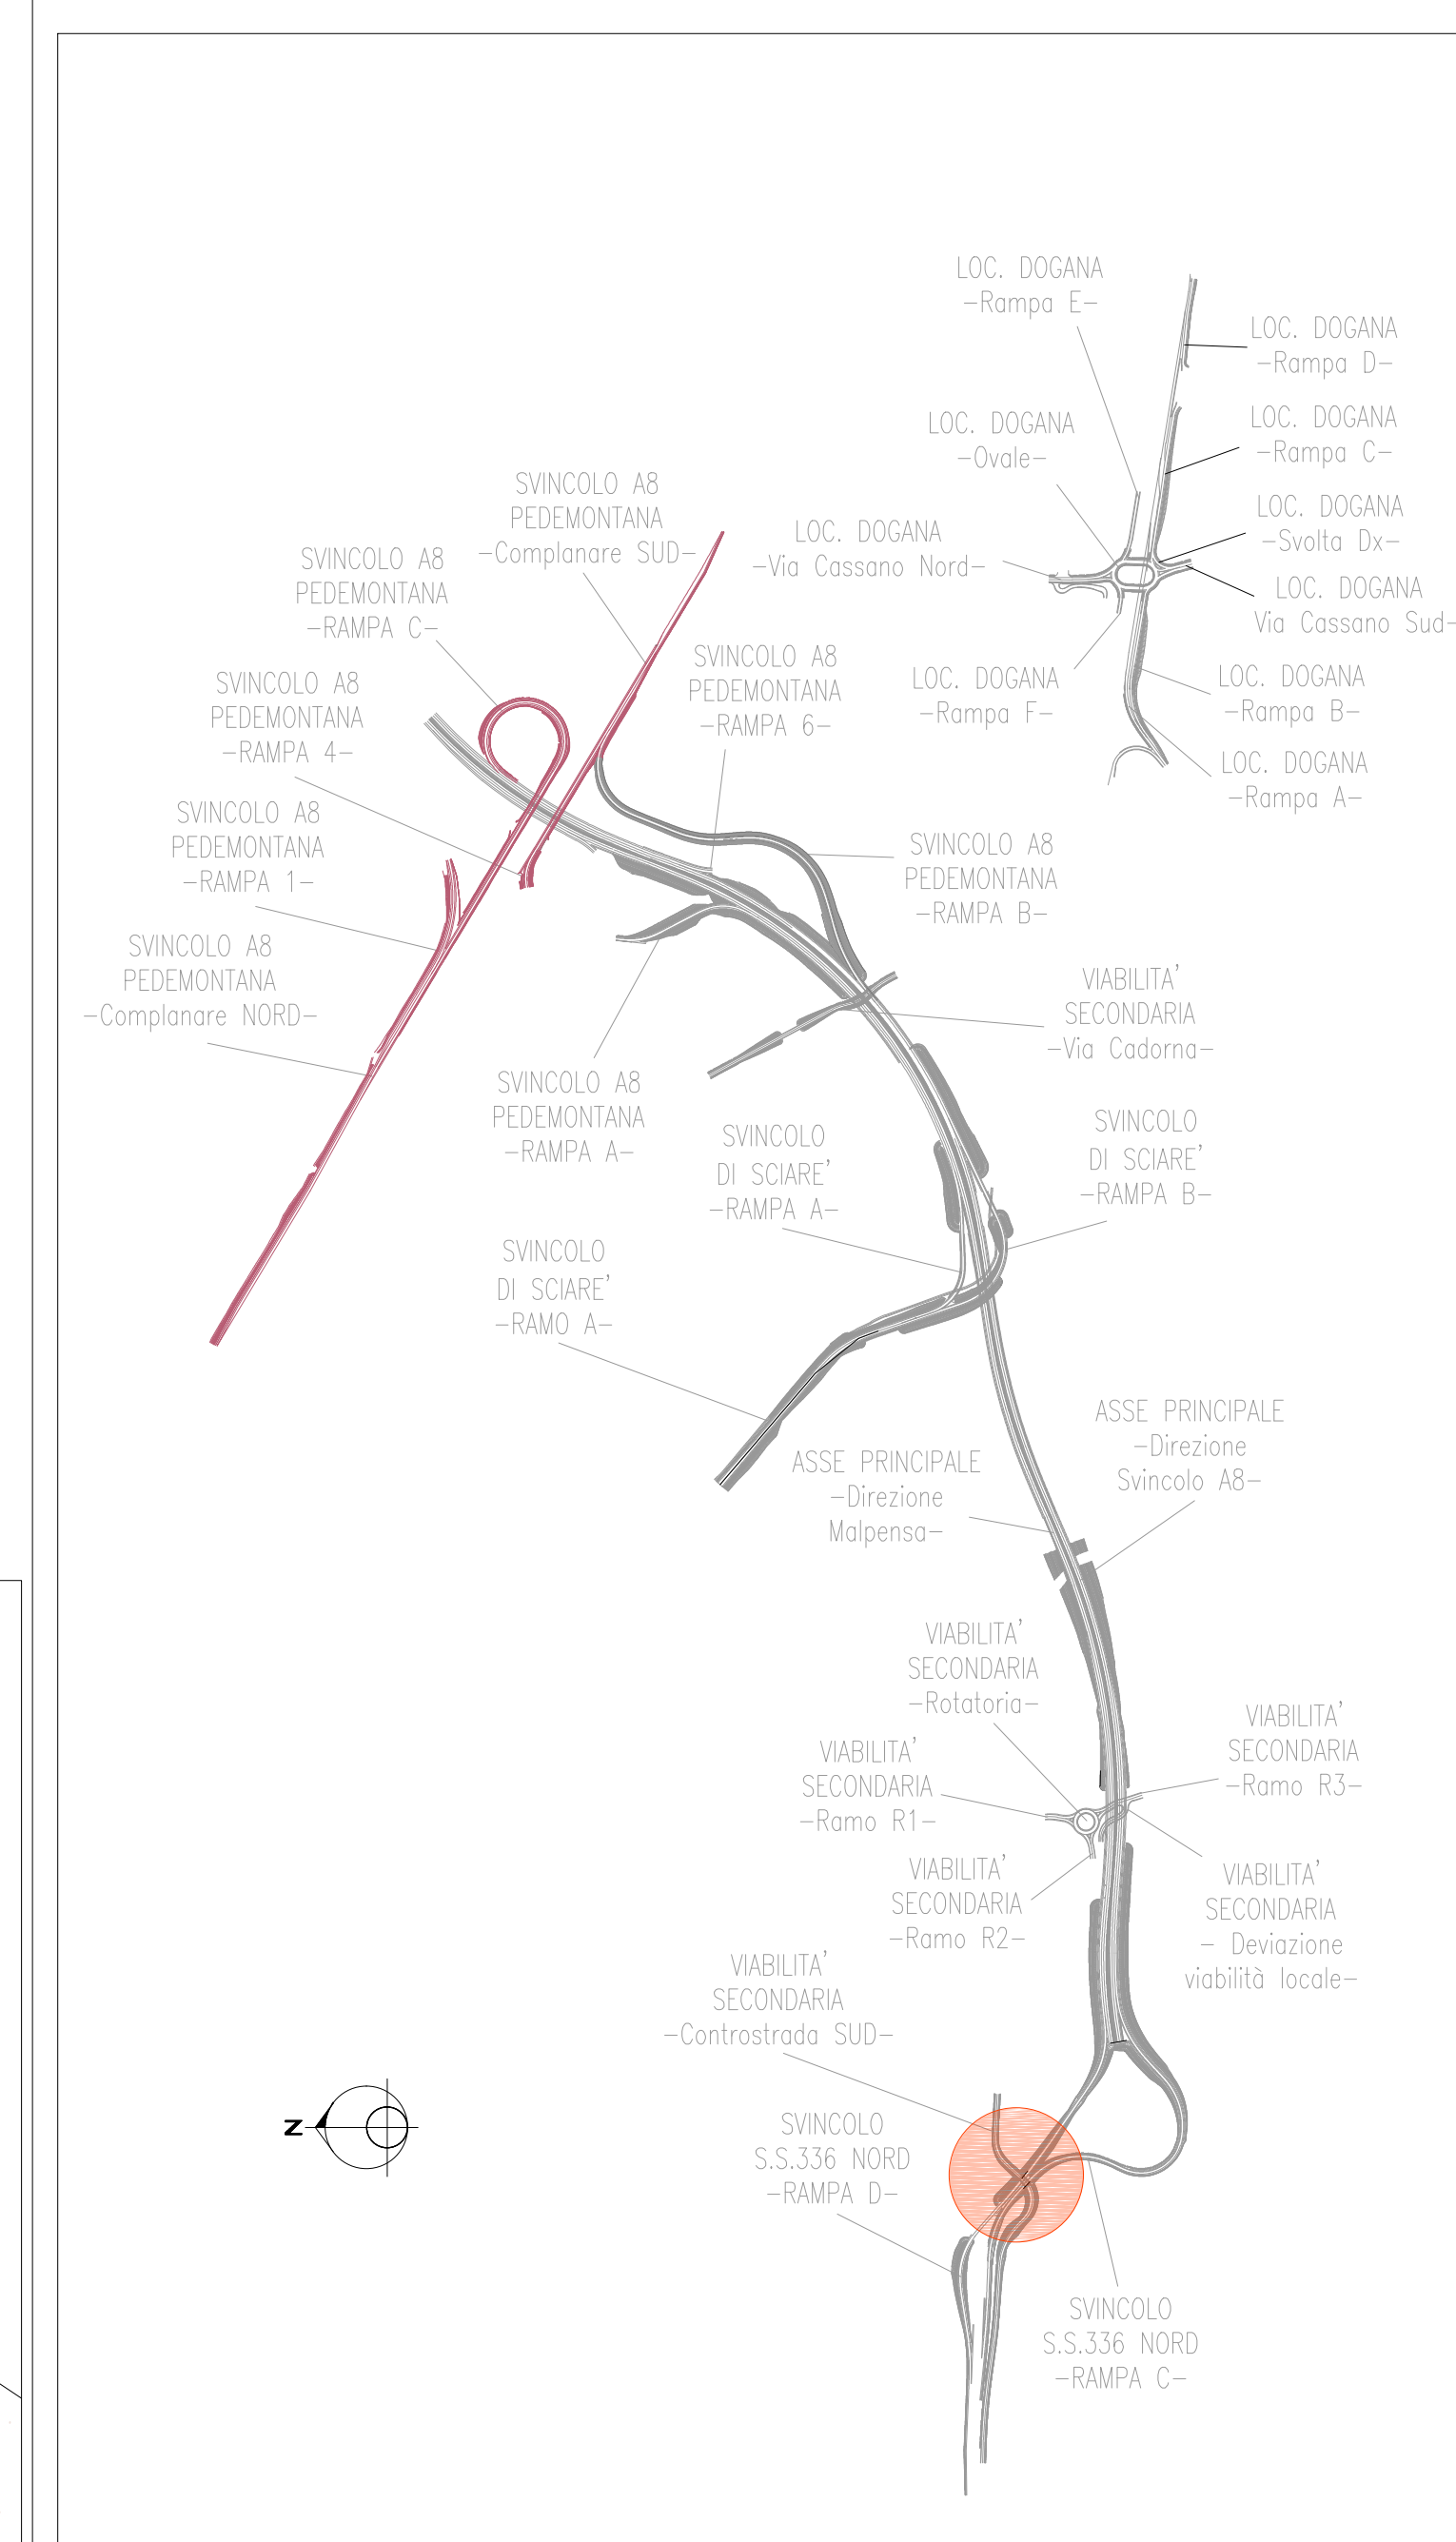 LOC. DOGANA
-Rampa E-
LOC. DOGANA
-Rampa D-
LOC. DOGANA
-Ovale-
LOC. DOGANA
-Rampa C-
SVINCOLO A8
PEDEMONTANA
-Complanare SUD-
LOC. DOGANA
-Via Cassano Nord-
LOC. DOGANA
-Svolta Dx-
SVINCOLO A8
PEDEMONTANA
-RAMPA C-
LOC. DOGANA
Via Cassano Sud-
SVINCOLO A8
PEDEMONTANA
-RAMPA 4-
SVINCOLO A8
PEDEMONTANA
-RAMPA 6-
LOC. DOGANA
-Rampa F-
LOC. DOGANA
-Rampa B-
LOC. DOGANA
-Rampa A-
SVINCOLO A8
PEDEMONTANA
-RAMPA 1-
SVINCOLO A8
PEDEMONTANA
-RAMPA B-
SVINCOLO A8
PEDEMONTANA
-Complanare NORD-
VIABILITA'
SECONDARIA
-Via Cadorna-
SVINCOLO A8
PEDEMONTANA
-RAMPA A-
SVINCOLO
DI SCIARE'
-RAMPA A-
SVINCOLO
DI SCIARE'
-RAMPA B-
SVINCOLO
DI SCIARE'
-RAMO A-
ASSE PRINCIPALE
-Direzione
Svincolo A8-
ASSE PRINCIPALE
-Direzione
Malpensa-
VIABILITA'
SECONDARIA
-Rotatoria-
VIABILITA'
SECONDARIA
-Ramo R3-
VIABILITA'
SECONDARIA
-Ramo R1-
VIABILITA'
SECONDARIA
-Ramo R2-
VIABILITA'
SECONDARIA
- Deviazione
viabilità locale-
VIABILITA'
SECONDARIA
-Controstrada SUD-
N
SVINCOLO
S.S.336 NORD
-RAMPA D-
SVINCOLO
S.S.336 NORD
-RAMPA C-